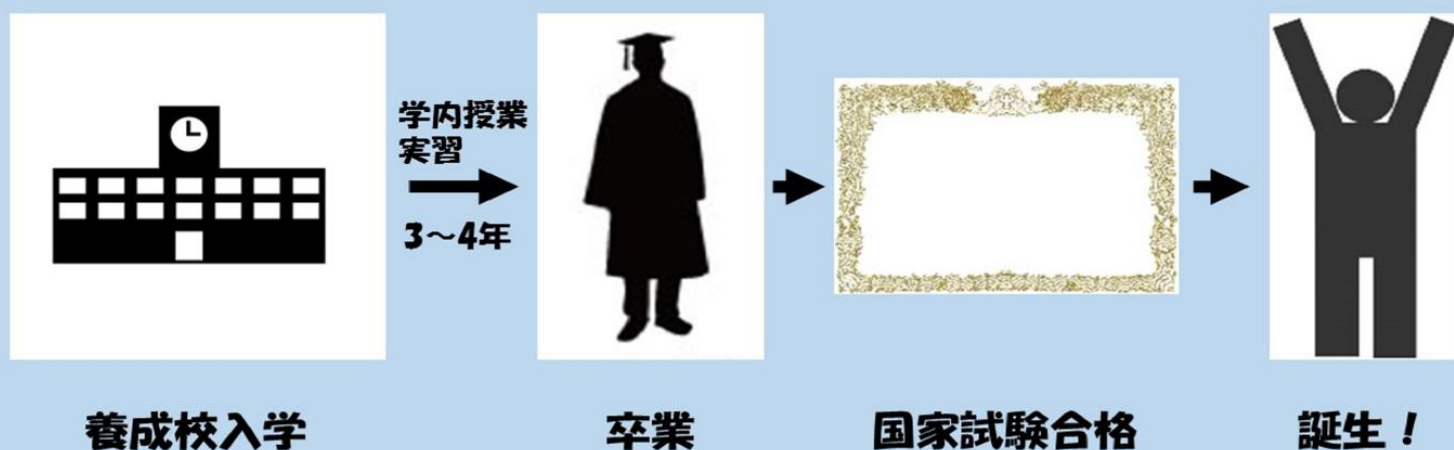 学内授業
実習
3～4年
養成校入学
卒業
国家試験合格
誕生！